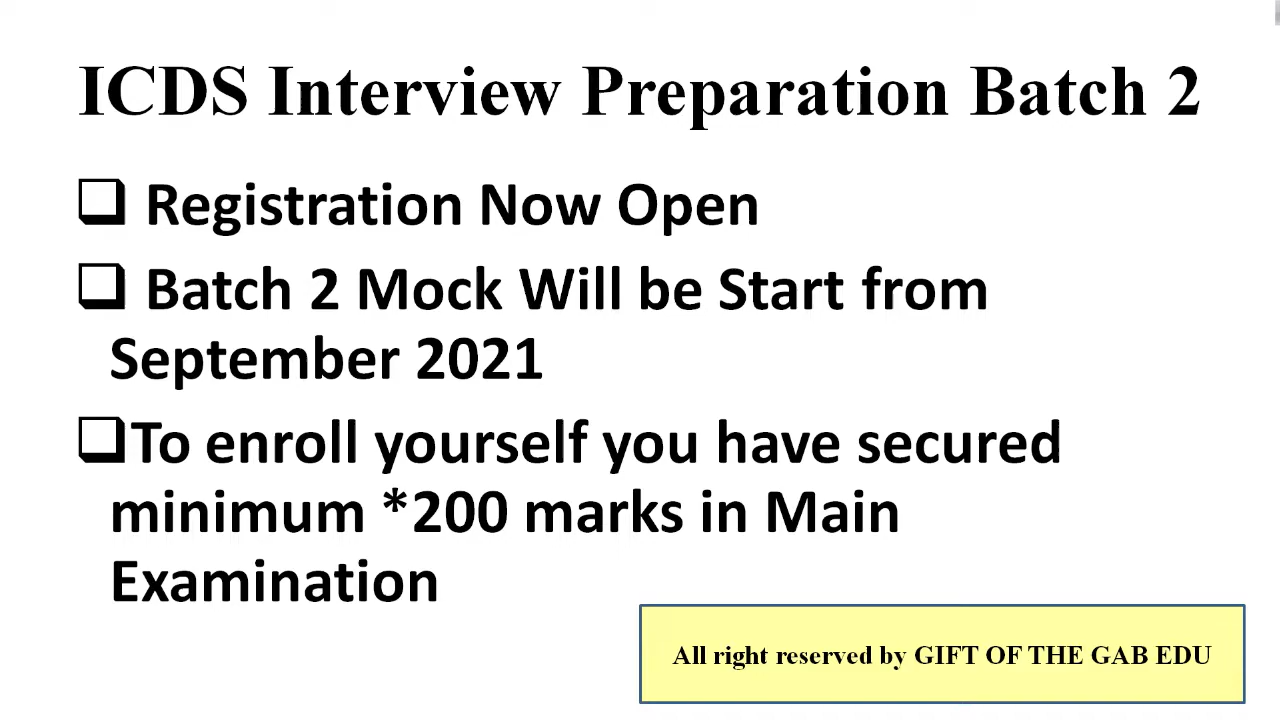 ICDS Interview Preparation Batch 2
❑ Registration Now Open
❑ Batch 2 Mock Will be Start from
September 2021
❑To enroll yourself you have secured
minimum *200 marks in Main
Examination
All right reserved by GIFT OF THE GAB EDU